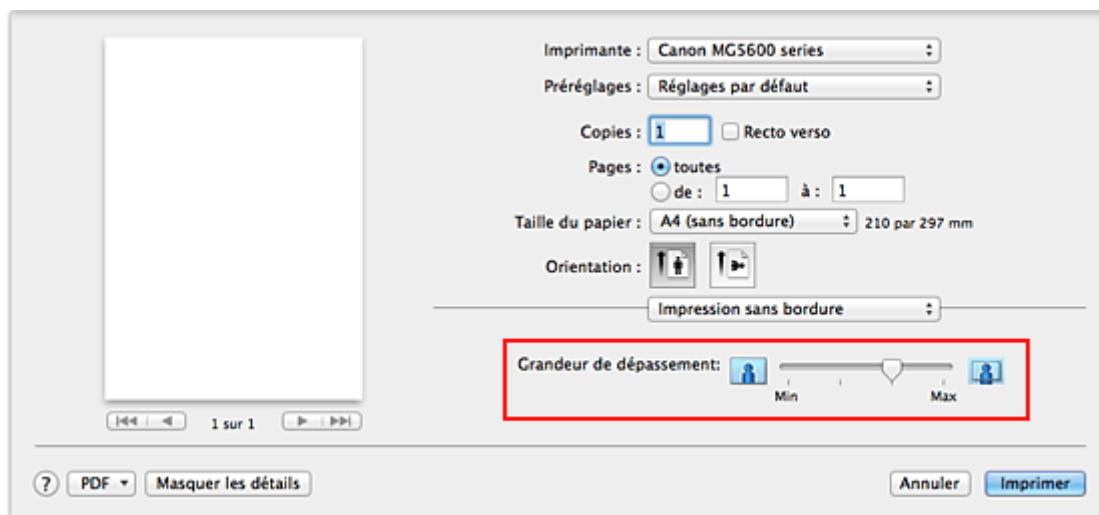 Imprimante : Canon MG5600 series
Préréglages : Réglages par défaut
Copies : 1 Recto verso
Pages : toutes
de : 1 à : 1
Taille du papier : A4 (sans bordure) 210 par 297 mm
Orientation :
Impression sans bordure
Grandeur de dépassement:
Min Max
1 sur 1
? PDF Masquer les détails Annuler Imprimer